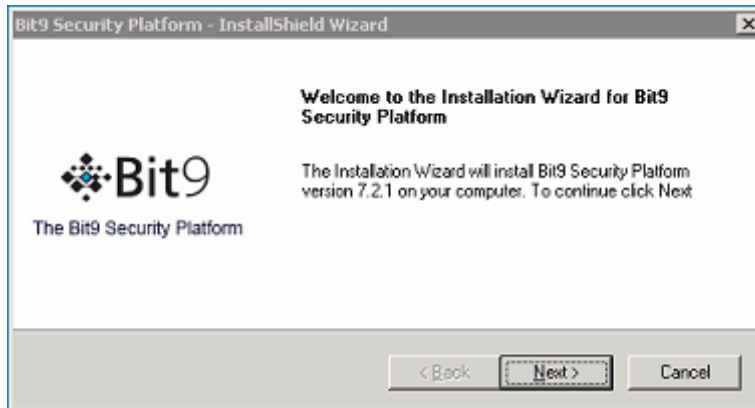 Bit9 Security Platform - InstallShield Wizard
Welcome to the Installation Wizard for Bit9
Security Platform
The Installation Wizard will install Bit9 Security Platform
version 7.2.1 on your computer. To continue click Next
Bit9
The Bit9 Security Platform
< Back
Next >
Cancel